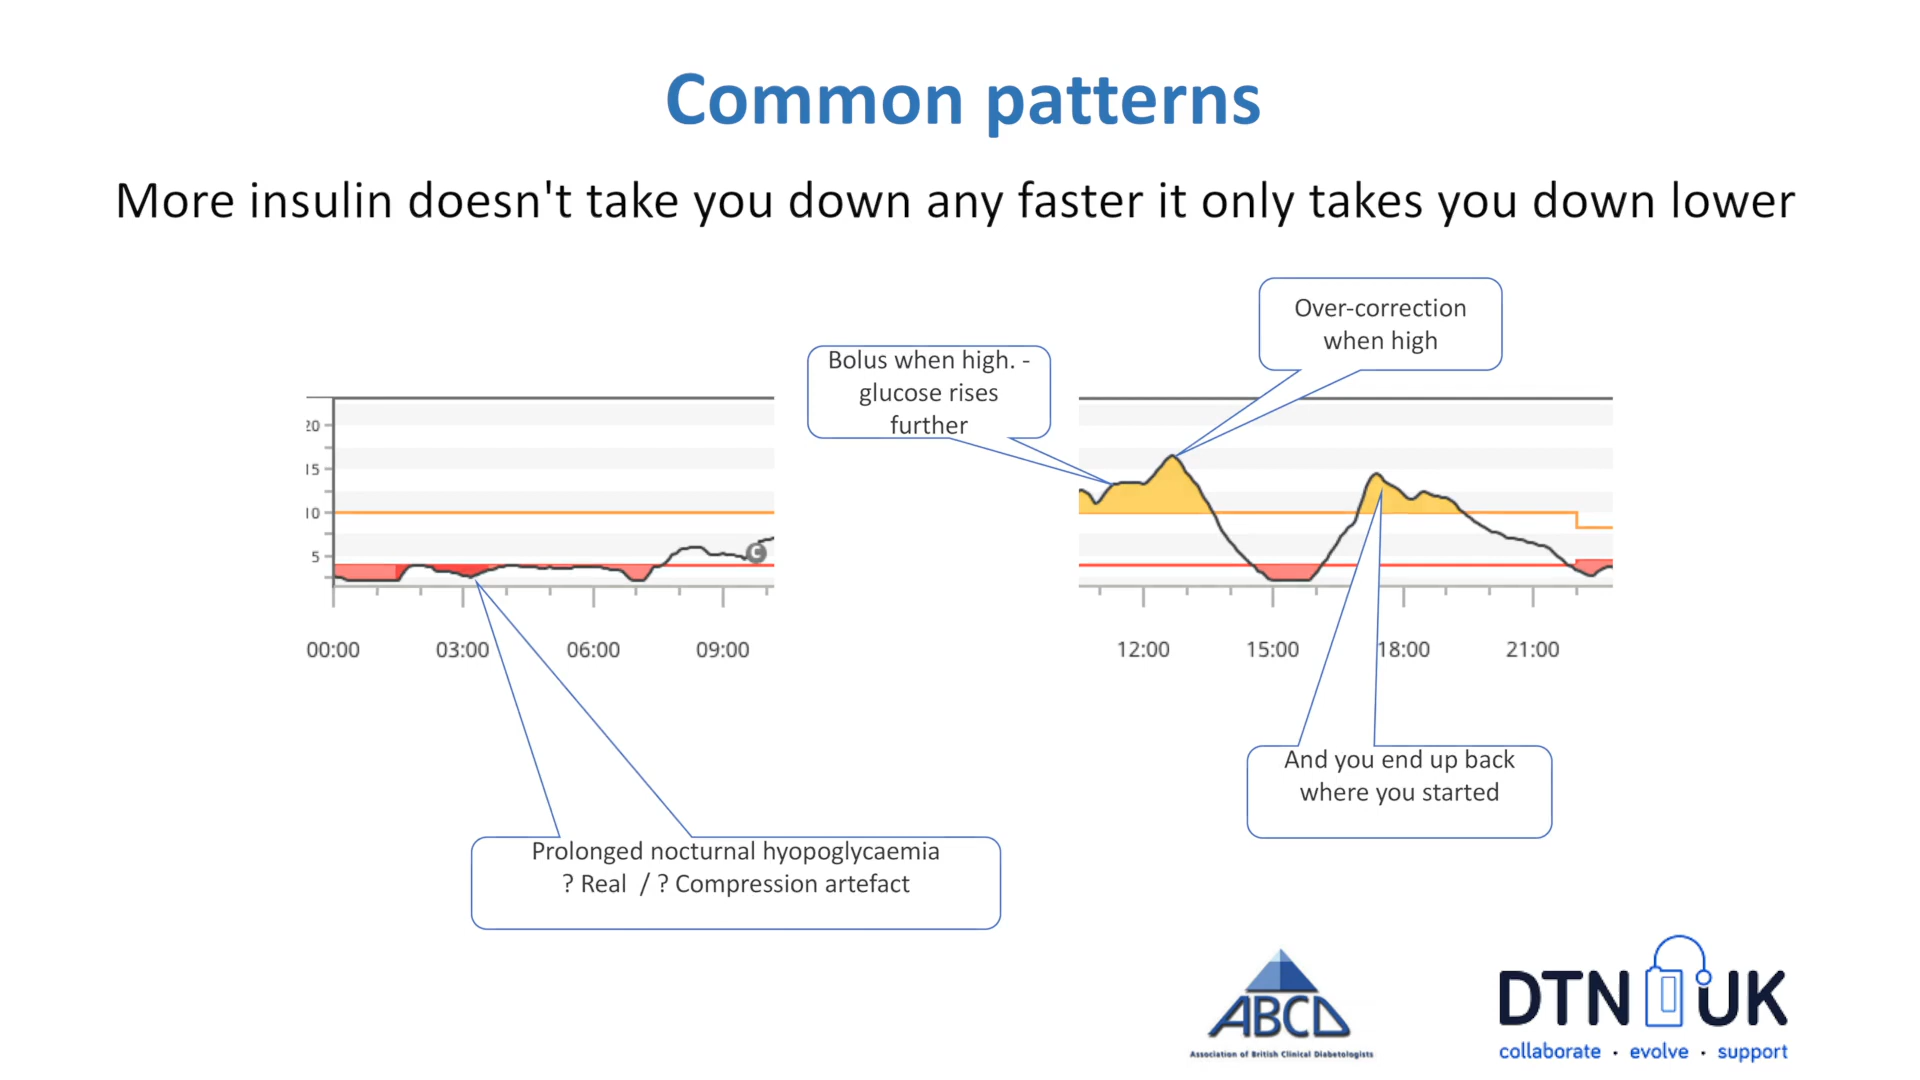 Common patterns
More insulin doesn't take you down any faster it only takes you down lower
Over-correction
when high
Bolus when high. -
glucose rises
further
20
15
10
5
C
00:00 03:00 06:00 09:00
12:00 15:00 18:00 21:00
And you end up back
where you started
Prolonged nocturnal hyopoglycaemia
? Real / ? Compression artefact
ABCD
Association of British Clinical Diabetologists
DTN UK
collaborate · evolve · support